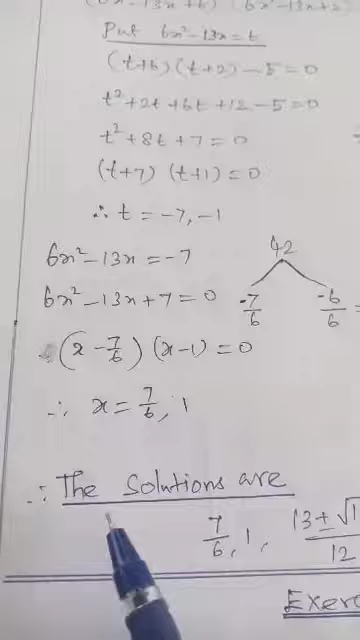 Put 6x²-13x=t
(t+6) (t+2) -5=0
t²+2t+6t+12-5=0
t²+8t+7=0
(t+7) (t+1)=0
∴ t = -7, -1
6x²-13x=-7
42
6x²-13x+7=0
-7/6 -6/6 =
(x-7/6) (x-1)=0
∴ x = 7/6, 1
∴ The Solutions are
7/6, 1, 13±√1
12
Exer